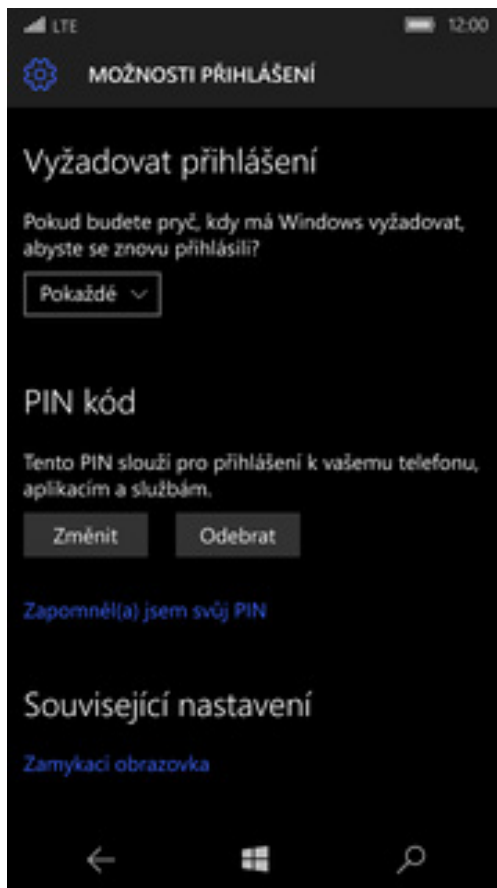 LTE 12:00
MOŽNOSTI PŘIHLÁŠENÍ
Vyžadovat přihlášení
Pokud budete pryč, kdy má Windows vyžadovat,
abyste se znovu přihlásili?
Pokaždé
PIN kód
Tento PIN slouží pro přihlášení k vašemu telefonu,
aplikacím a službám.
Změnit Odebrat
Zapomněl(a) jsem svůj PIN
Související nastavení
Zamykací obrazovka